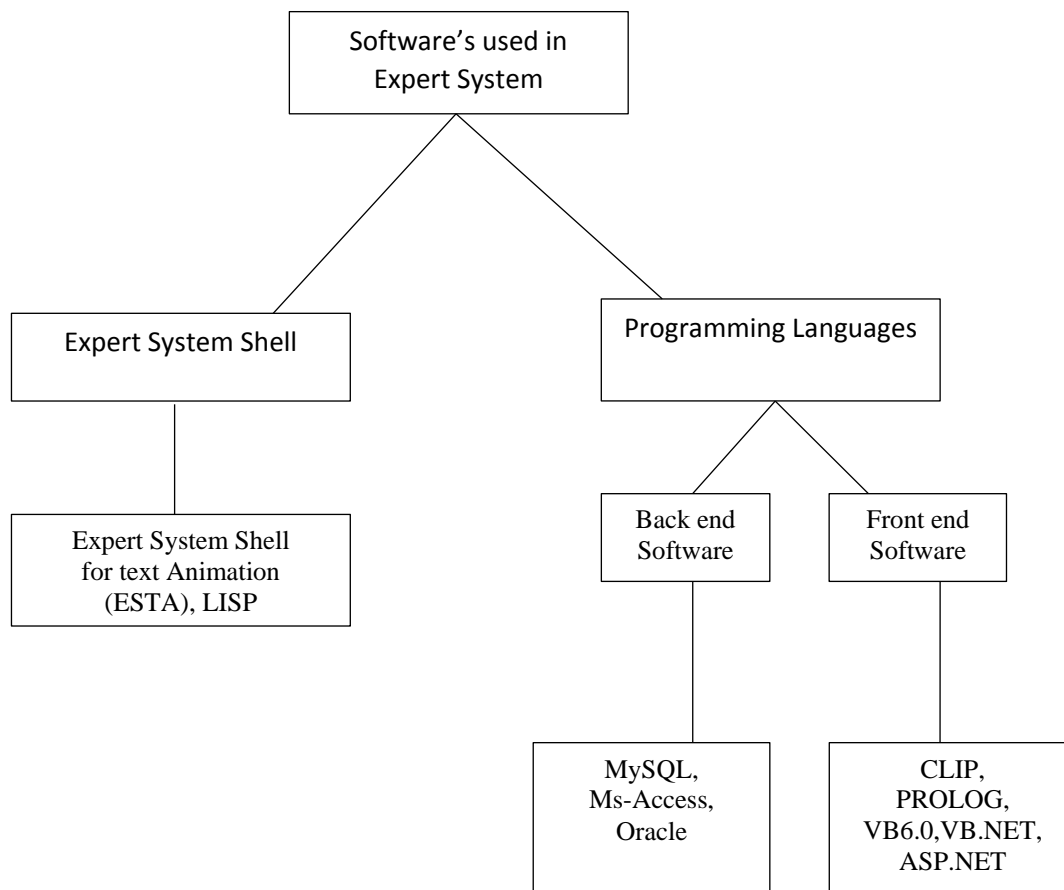 Software’s used in
Expert System
Expert System Shell
Programming Languages
Expert System Shell
for text Animation
(ESTA), LISP
Back end
Software
Front end
Software
MySQL,
Ms-Access,
Oracle
CLIP,
PROLOG,
VB6.0,VB.NET,
ASP.NET